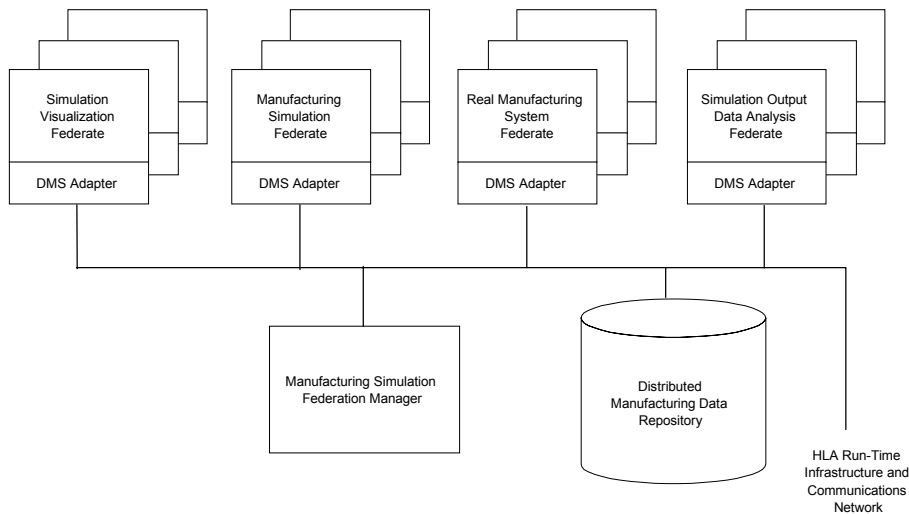 Simulation
Visualization
Federate
DMS Adapter
Manufacturing
Simulation
Federate
DMS Adapter
Real Manufacturing
System
Federate
DMS Adapter
Simulation Output
Data Analysis
Federate
DMS Adapter
Manufacturing Simulation
Federation Manager
Distributed
Manufacturing Data
Repository
HLA Run-Time
Infrastructure and
Communications
Network